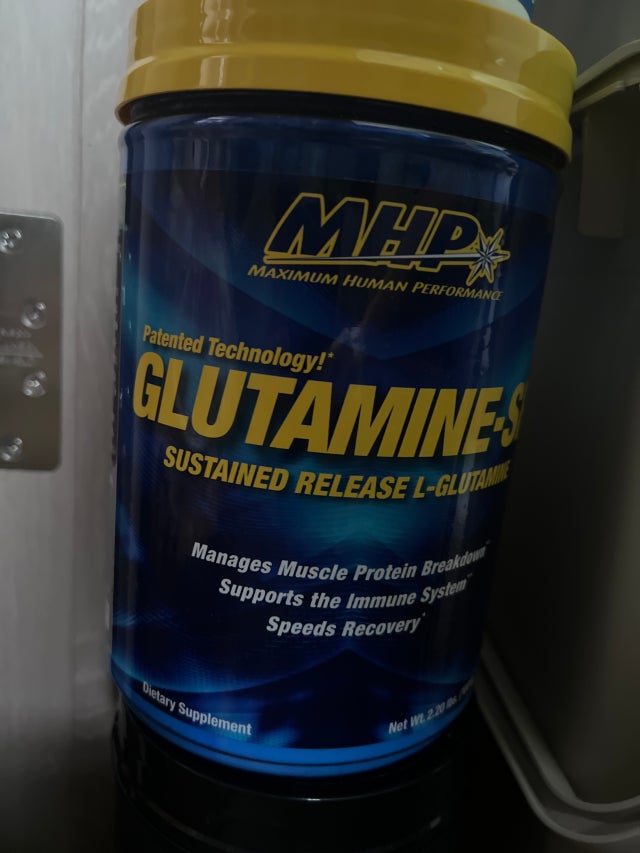 MHP
MAXIMUM HUMAN PERFORMANCE
Patented Technology!*
GLUTAMINE-S
SUSTAINED RELEASE L-GLUTAMINE
Manages Muscle Protein Breakdown**
Supports the Immune System**
Speeds Recovery*
Dietary Supplement
Net Wt. 2.20 lbs.